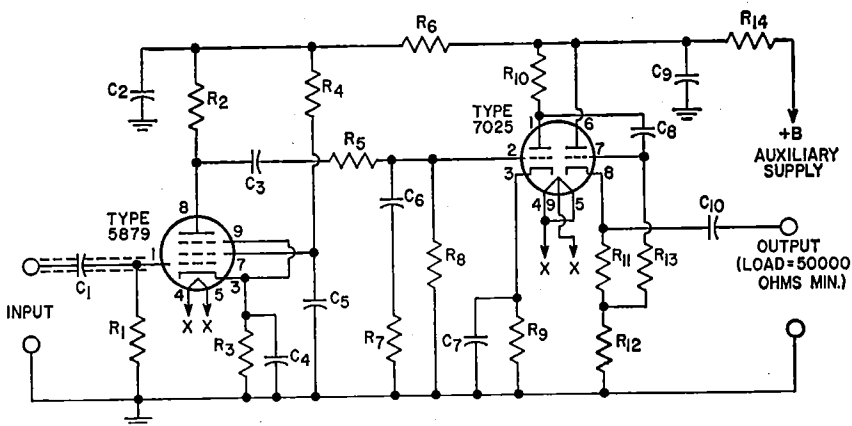 R6
R14
C2
R2
R4
R10
C9
TYPE
7025
1
6
C8
+B
AUXILIARY
SUPPLY
C3
R5
2
7
3
8
C6
4
9
5
C10
TYPE
5879
8
9
1
7
3
4
5
C1
X
X
X
X
R8
R11
R13
OUTPUT
(LOAD=50000
OHMS MIN.)
INPUT
C5
R1
R3
C4
R7
C7
R9
R12